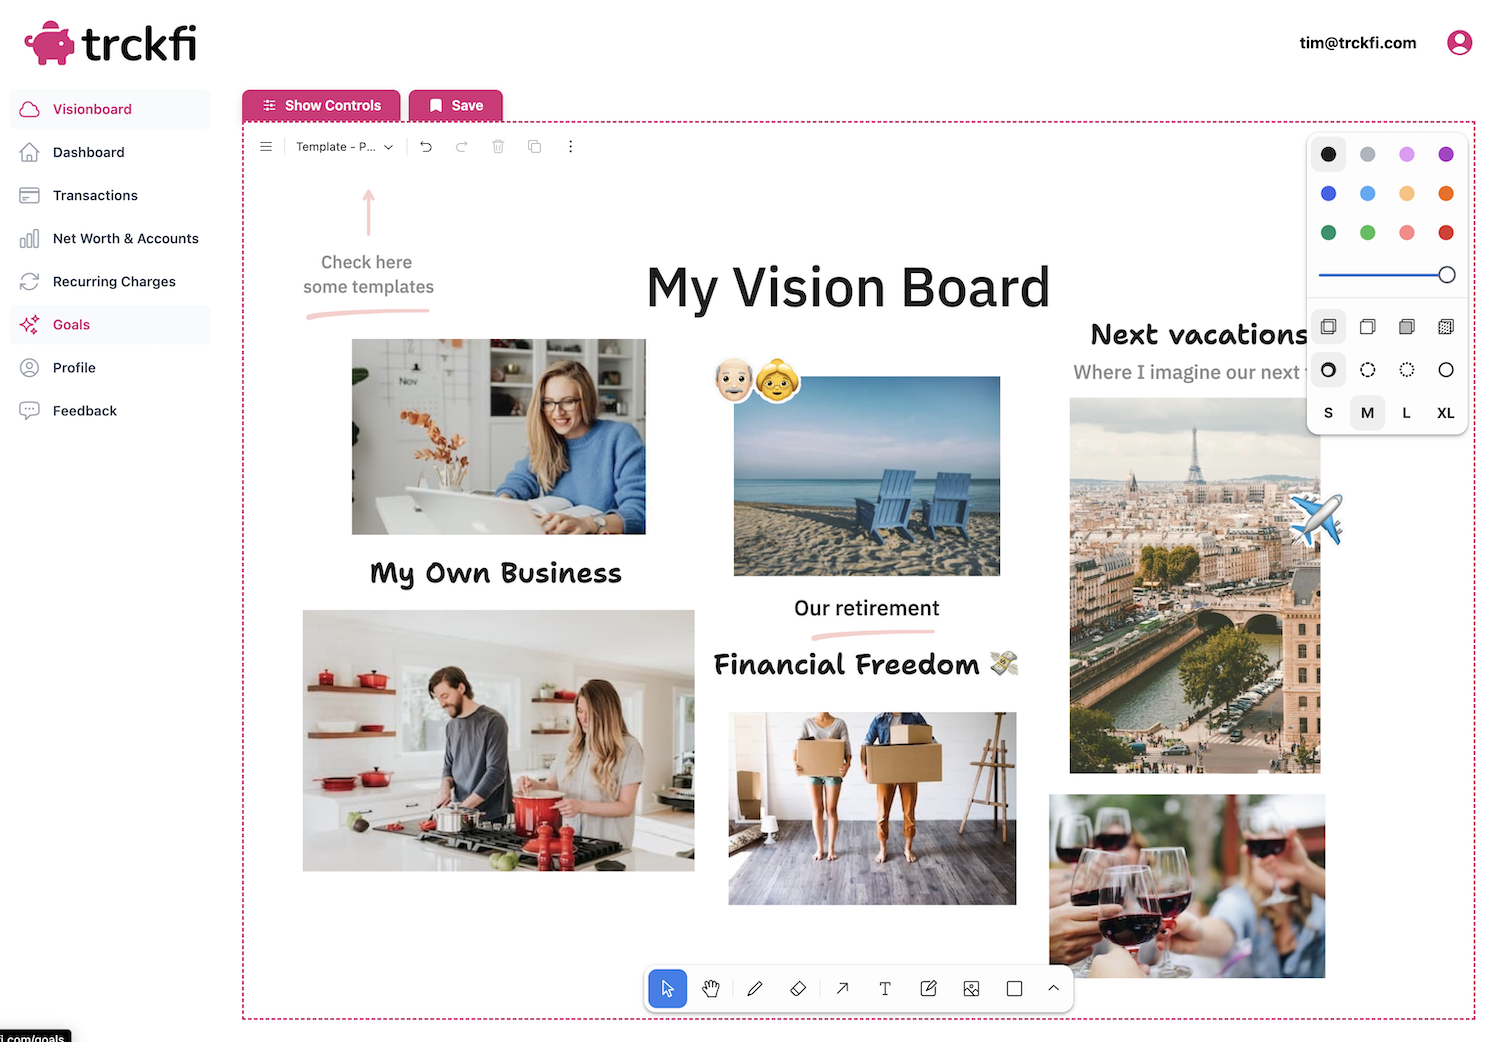 trckfi
tim@trckfi.com
Visionboard
Dashboard
Transactions
Net Worth & Accounts
Recurring Charges
Goals
Profile
Feedback
Show Controls
Save
Template - P...
Check here
some templates
My Vision Board
Nov
My Own Business
Our retirement
Financial Freedom 💸
Next vacations
Where I imagine our next
S M L XL
T
fi.com/goals